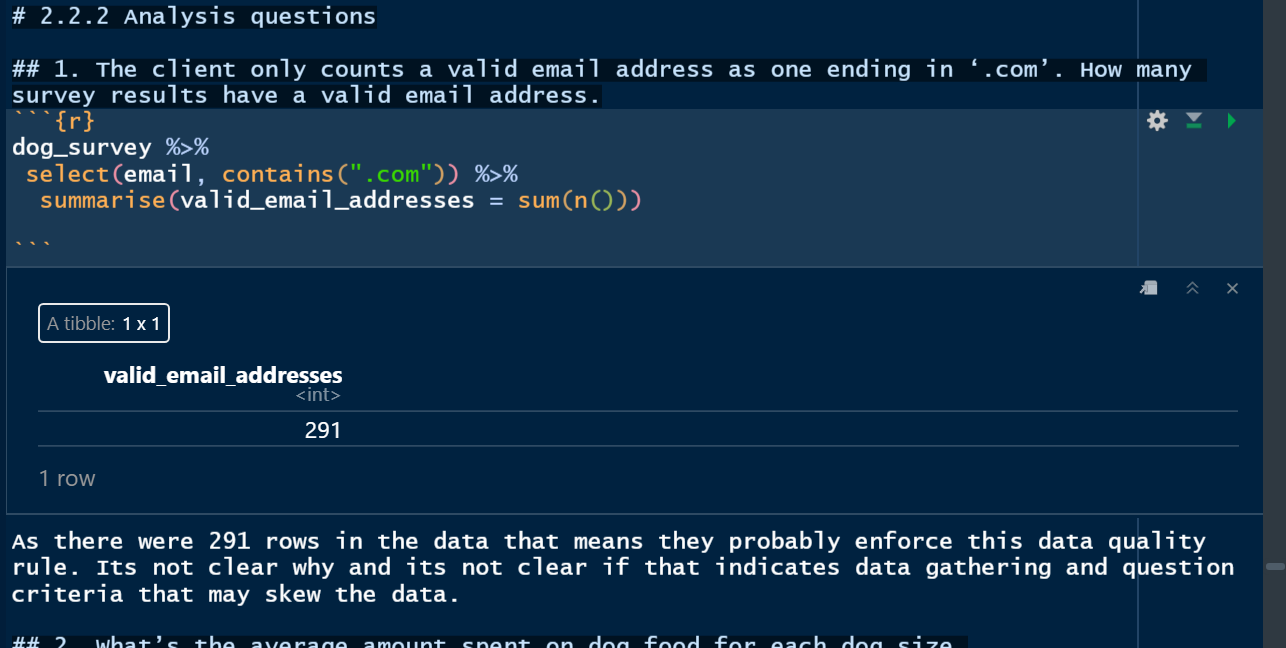 # 2.2.2 Analysis questions
## 1. The client only counts a valid email address as one ending in ‘.com’. How many
survey results have a valid email address.
```{r}
dog_survey %>%
select(email, contains(".com")) %>%
summarise(valid_email_addresses = sum(n()))
```
A tibble: 1 x 1
valid_email_addresses
<int>
291
1 row
As there were 291 rows in the data that means they probably enforce this data quality
rule. Its not clear why and its not clear if that indicates data gathering and question
criteria that may skew the data.
## 2. What’s the average amount spent on dog food for each dog size